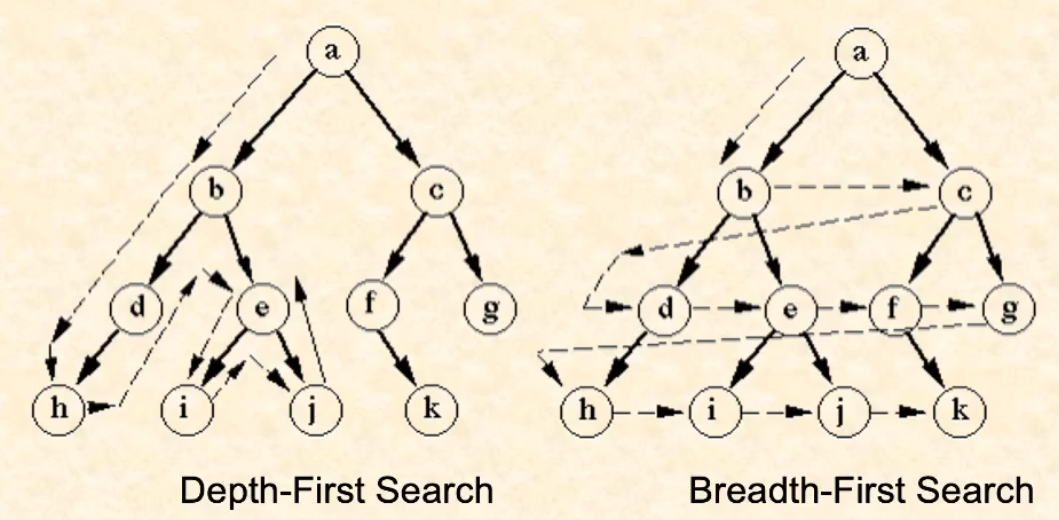 a a
b c b c
d e f g d e f g
h i j k h i j k
Depth-First Search Breadth-First Search